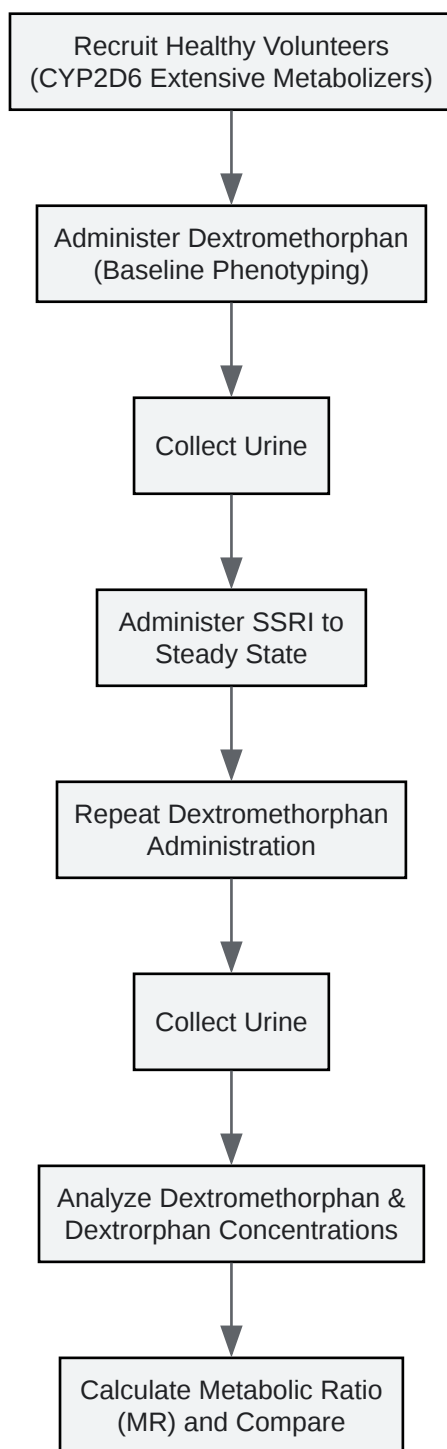 Recruit Healthy Volunteers
(CYP2D6 Extensive Metabolizers)
Administer Dextromethorphan
(Baseline Phenotyping)
Collect Urine
Administer SSRI to
Steady State
Repeat Dextromethorphan
Administration
Collect Urine
Analyze Dextromethorphan &
Dextrorphan Concentrations
Calculate Metabolic Ratio
(MR) and Compare